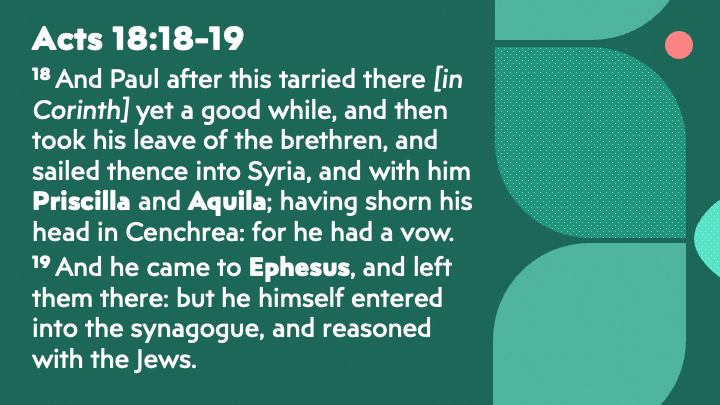 Acts 18:18-19
18 And Paul after this tarried there [in
Corinth] yet a good while, and then
took his leave of the brethren, and
sailed thence into Syria, and with him
Priscilla and Aquila; having shorn his
head in Cenchrea: for he had a vow.
19 And he came to Ephesus, and left
them there: but he himself entered
into the synagogue, and reasoned
with the Jews.